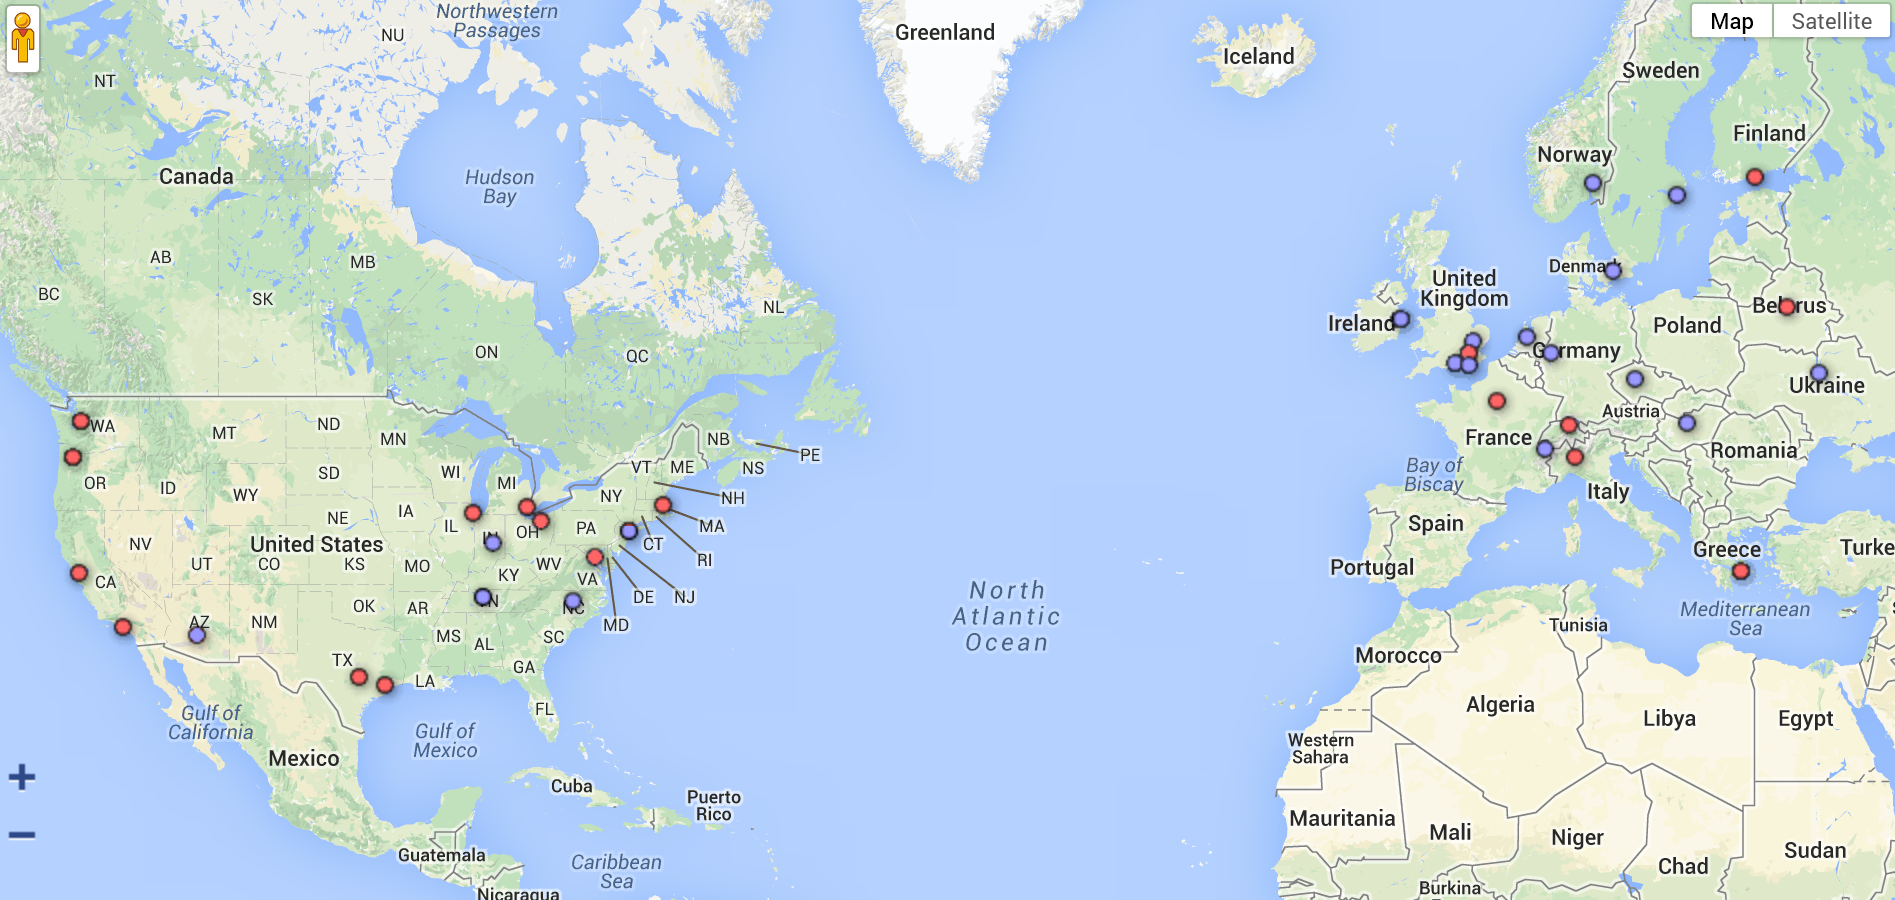 Map
Satellite
Northwestern
Passages
NU
NT
Greenland
Iceland
Sweden
Finland
Norway
Canada
Hudson
Bay
AB
MB
BC
SK
NL
ON
QC
Denmark
United
Kingdom
Ireland
Belarus
Poland
Germany
Ukraine
Austria
France
Romania
Bay of
Biscay
Italy
Spain
Portugal
Greece
Turke
Mediterranean
Sea
WA
MT
ND
MN
NB
PE
VT
ME
NS
OR
ID
SD
WI
MI
NY
NH
WY
NE
IA
IL
IN
OH
PA
MA
CT
RI
NV
United States
UT
CO
KS
MO
KY
WV
VA
DE
NJ
MD
CA
AZ
NM
OK
AR
TN
NC
MS
AL
SC
GA
TX
LA
FL
North
Atlantic
Ocean
Gulf of
California
Gulf of
Mexico
Mexico
Cuba
Puerto
Rico
Guatemala
Caribbean
Sea
Nicaragua
Tunisia
Morocco
Algeria
Libya
Egypt
Western
Sahara
Mauritania
Mali
Niger
Chad
Sudan
Burkina
+
−